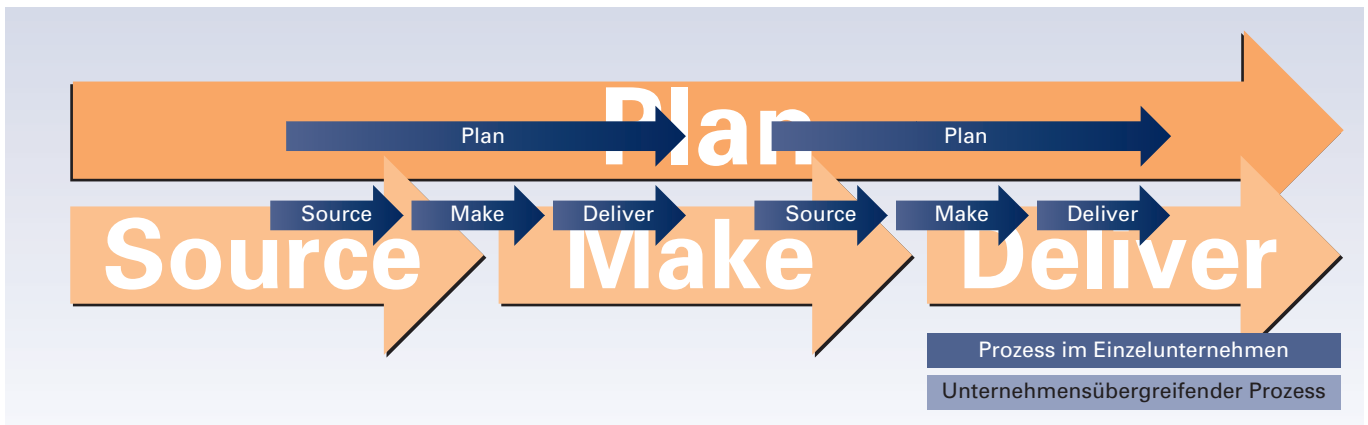 Plan
Plan
Plan
Source
Make
Deliver
Source
Make
Deliver
Source
Make
Deliver
Prozess im Einzelunternehmen
Unternehmensübergreifender Prozess